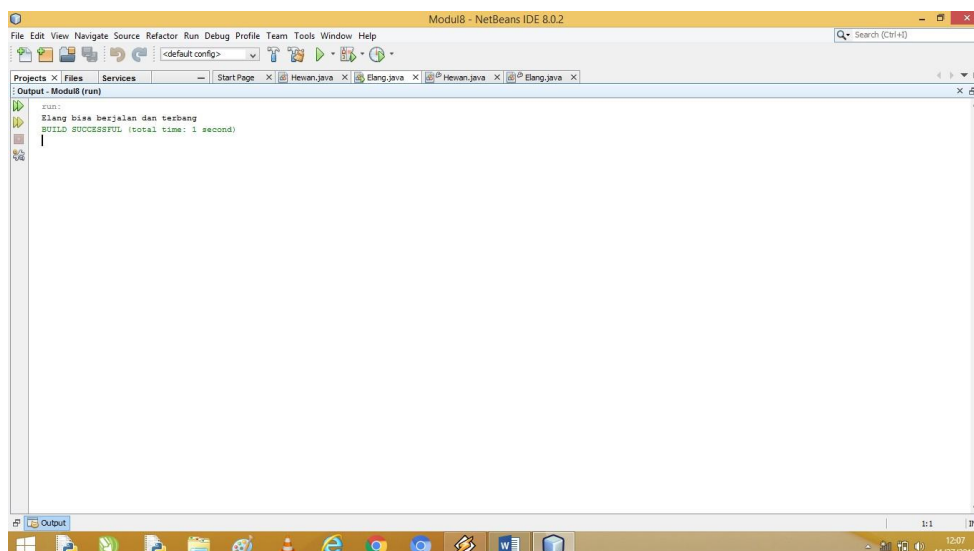 Modul8 - NetBeans IDE 8.0.2
File Edit View Navigate Source Refactor Run Debug Profile Team Tools Window Help
Search (Ctrl+I)
<default config>
Projects Files Services
Start Page Hewan.java Elang.java Hewan.java Elang.java
Output - Modul8 (run)
run:
Elang bisa berjalan dan terbang
BUILD SUCCESSFUL (total time: 1 second)
Output
1:1
12:07